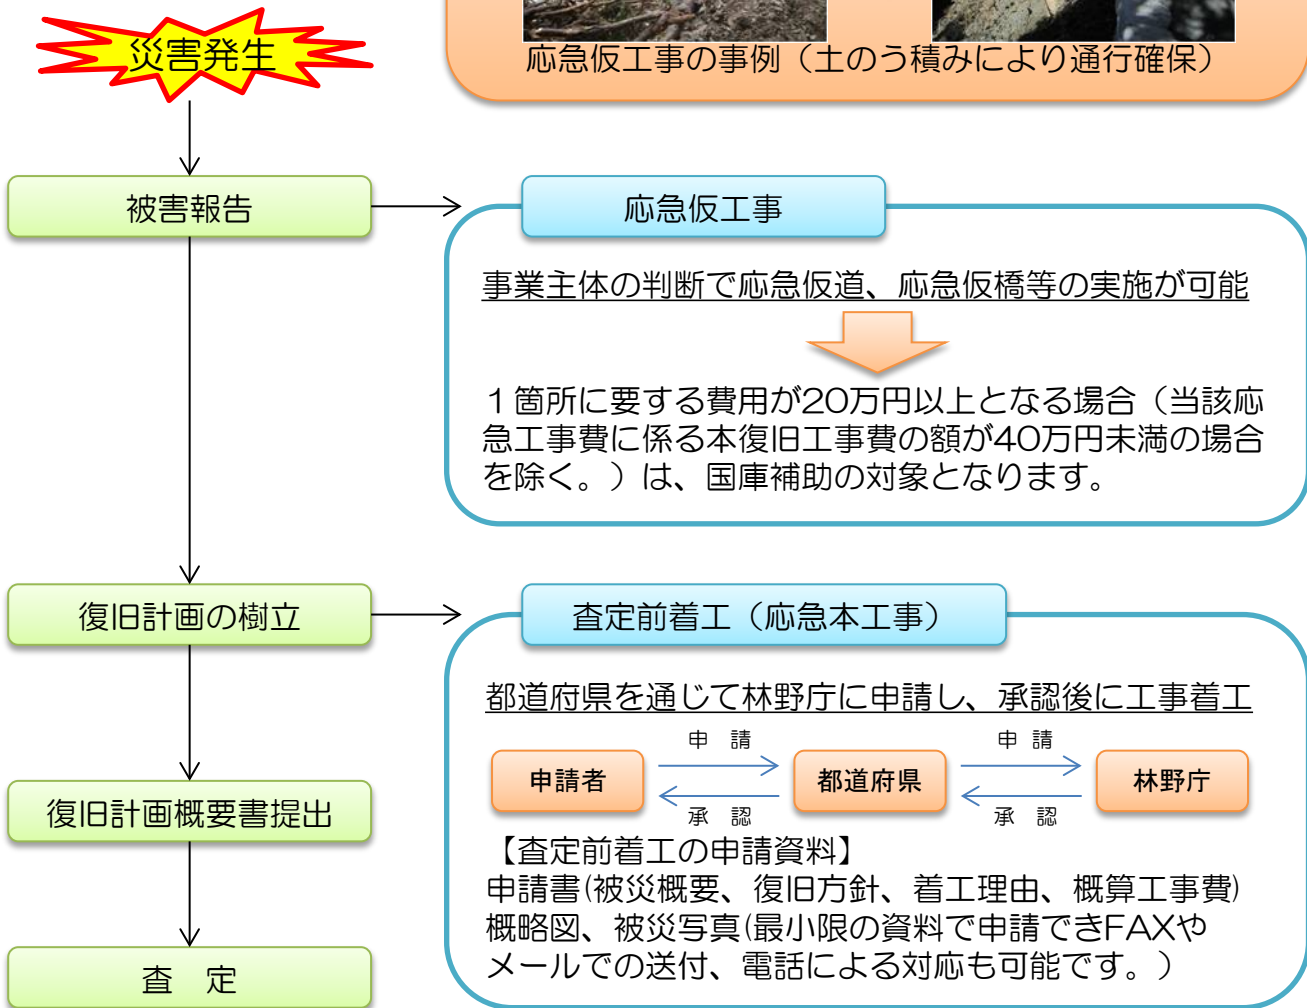 災害発生
応急仮工事の事例（土のう積みにより通行確保）
被害報告
応急仮工事
事業主体の判断で応急仮道、応急仮橋等の実施が可能
１箇所に要する費用が20万円以上となる場合（当該応
急工事費に係る本復旧工事費の額が40万円未満の場合
を除く。）は、国庫補助の対象となります。
復旧計画の樹立
査定前着工（応急本工事）
都道府県を通じて林野庁に申請し、承認後に工事着工
申　請
申 請
申請者
都道府県
林野庁
承　認
承　認
復旧計画概要書提出
【査定前着工の申請資料】
申請書(被災概要、復旧方針、着工理由、概算工事費)
概略図、被災写真(最小限の資料で申請できFAXや
メールでの送付、電話による対応も可能です。）
査　定